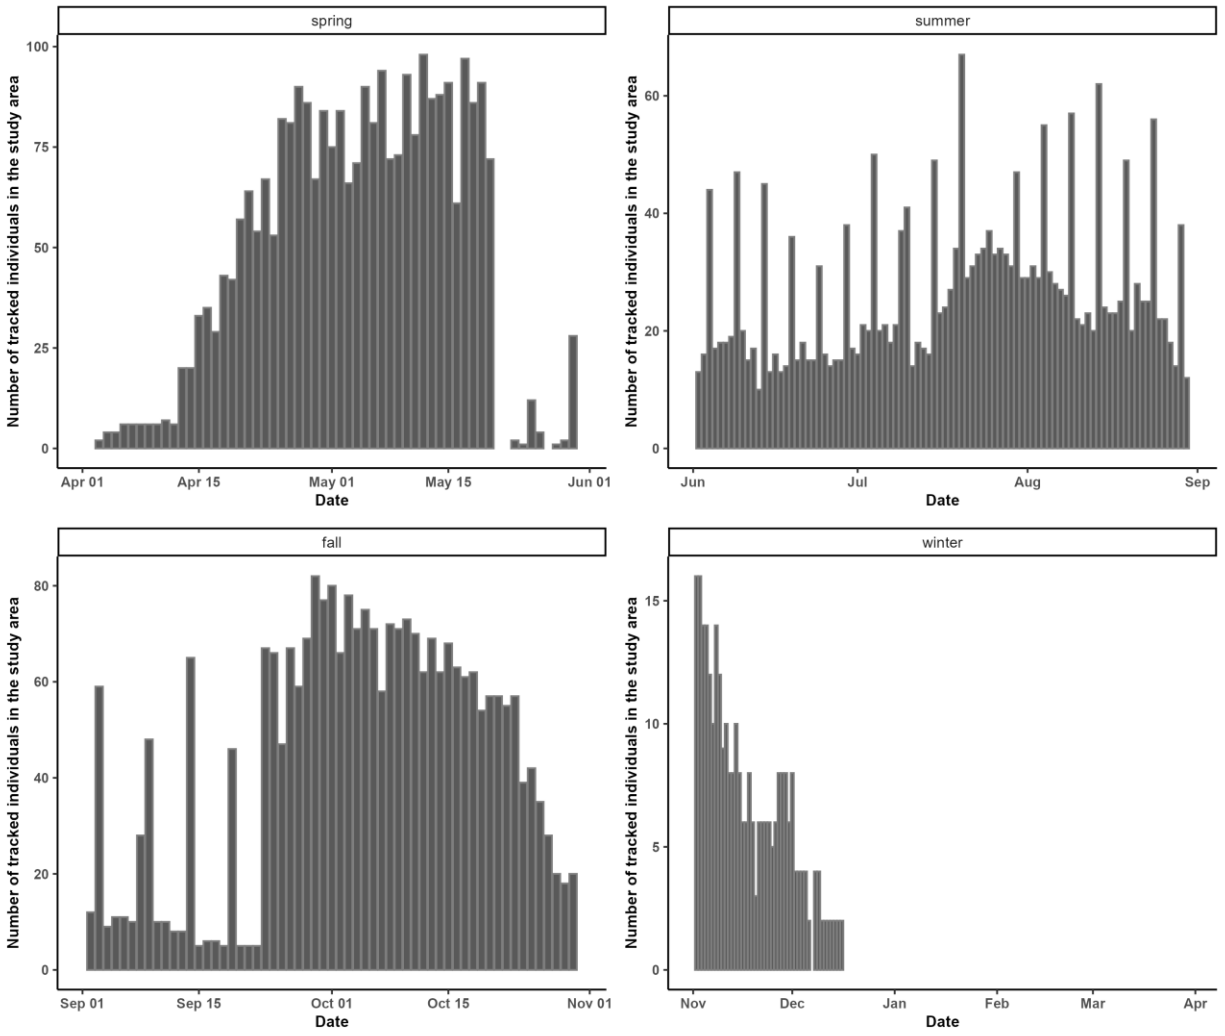 spring
Number of tracked individuals in the study area
100
75
50
25
0
Apr 01 Apr 15 May 01 May 15 Jun 01
Date
summer
Number of tracked individuals in the study area
60
40
20
0
Jun Jul Aug Sep
Date
fall
Number of tracked individuals in the study area
80
60
40
20
0
Sep 01 Sep 15 Oct 01 Oct 15 Nov 01
Date
winter
Number of tracked individuals in the study area
15
10
5
0
Nov Dec Jan Feb Mar Apr
Date